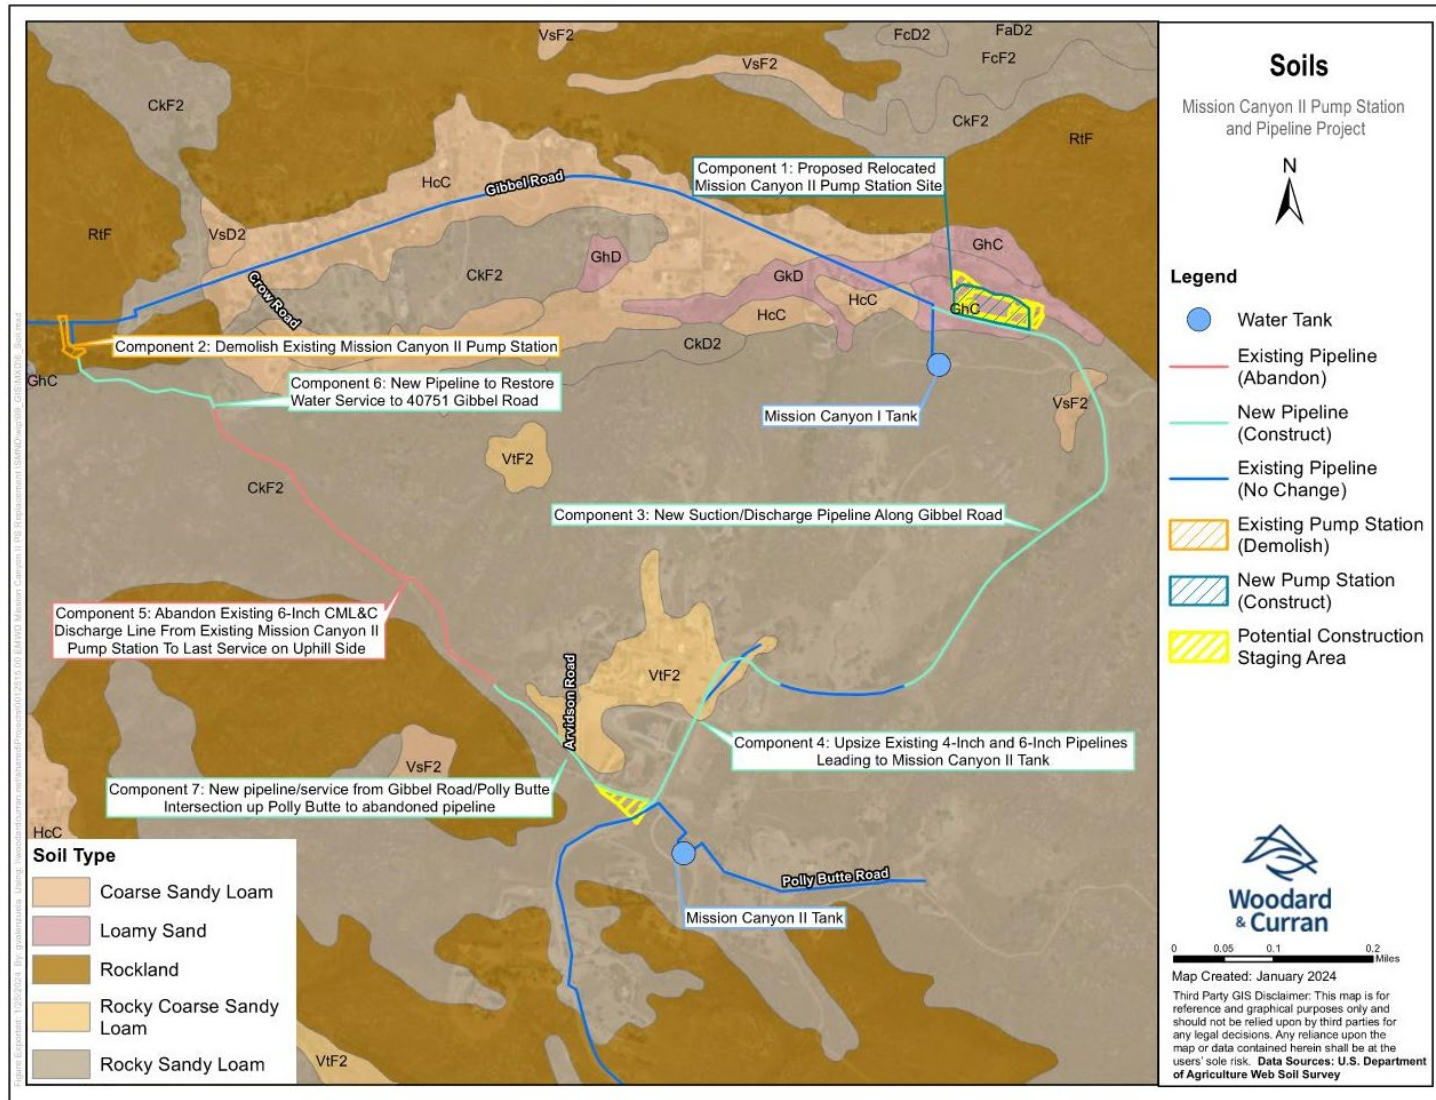 VsF2
FcD2
FaD2
FcF2
VsF2
CkF2
CkF2
RtF
Component 1: Proposed Relocated
Mission Canyon II Pump Station Site
HcC
Gibbel Road
RtF
VsD2
GhC
GhD
CkF2
GkD
Crow Road
HcC
HcC
GhC
CkD2
Component 2: Demolish Existing Mission Canyon II Pump Station
GhC
Component 6: New Pipeline to Restore
Water Service to 40751 Gibbel Road
VsF2
Mission Canyon I Tank
VtF2
CkF2
Component 3: New Suction/Discharge Pipeline Along Gibbel Road
Component 5: Abandon Existing 6-Inch CML&C
Discharge Line From Existing Mission Canyon II
Pump Station To Last Service on Uphill Side
Arvidson Road
VtF2
Component 4: Upsize Existing 4-Inch and 6-Inch Pipelines
Leading to Mission Canyon II Tank
VsF2
Component 7: New pipeline/service from Gibbel Road/Polly Butte
Intersection up Polly Butte to abandoned pipeline
HcC
Polly Butte Road
Mission Canyon II Tank
VtF2
Soil Type
Coarse Sandy Loam
Loamy Sand
Rockland
Rocky Coarse Sandy
Loam
Rocky Sandy Loam
Soils
Mission Canyon II Pump Station
and Pipeline Project
N
Legend
Water Tank
Existing Pipeline
(Abandon)
New Pipeline
(Construct)
Existing Pipeline
(No Change)
Existing Pump Station
(Demolish)
New Pump Station
(Construct)
Potential Construction
Staging Area
Woodard
& Curran
0 0.05 0.1 0.2
Miles
Map Created: January 2024
Third Party GIS Disclaimer: This map is for
reference and graphical purposes only and
should not be relied upon by third parties for
any legal decisions. Any reliance upon the
map or data contained herein shall be at the
users' sole risk. Data Sources: U.S. Department
of Agriculture Web Soil Survey